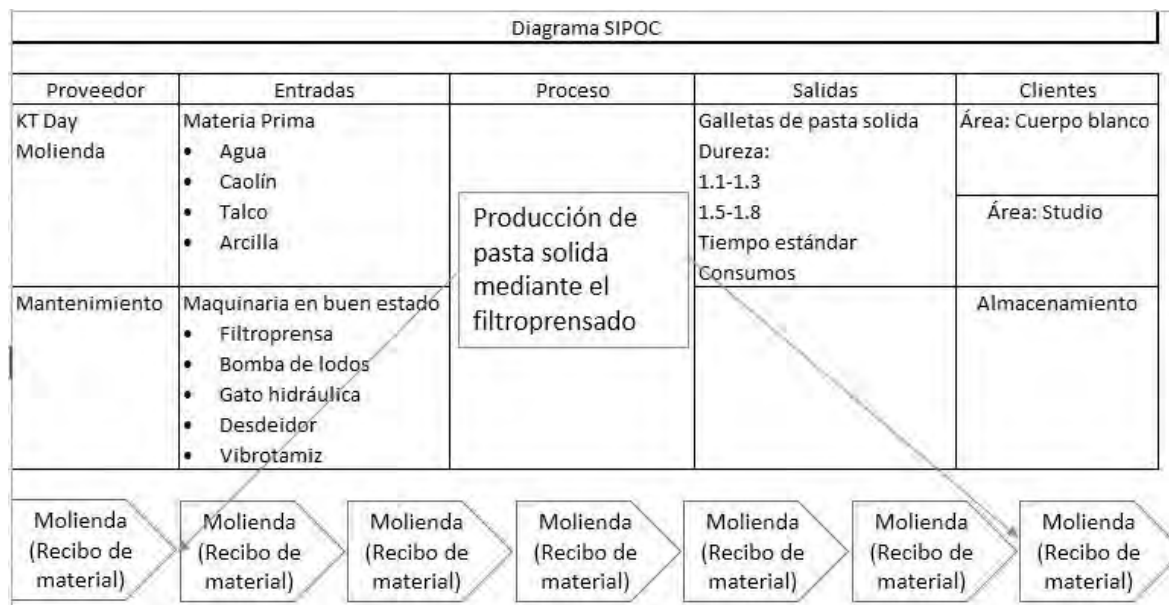 Diagrama SIPOC
Proveedor Entradas Proceso Salidas Clientes
KT Day
Molienda
Materia Prima
• Agua
• Caolín
• Talco
• Arcilla
Producción de
pasta solida
mediante el
filtroprensado
Galletas de pasta solida
Dureza:
1.1-1.3
1.5-1.8
Tiempo estándar
Consumos
Área: Cuerpo blanco
Área: Studio
Mantenimiento
Maquinaria en buen estado
• Filtroprensa
• Bomba de lodos
• Gato hidráulica
• Desdeidor
• Vibrotamiz
Almacenamiento
Molienda
(Recibo de
material)
Molienda
(Recibo de
material)
Molienda
(Recibo de
material)
Molienda
(Recibo de
material)
Molienda
(Recibo de
material)
Molienda
(Recibo de
material)
Molienda
(Recibo de
material)